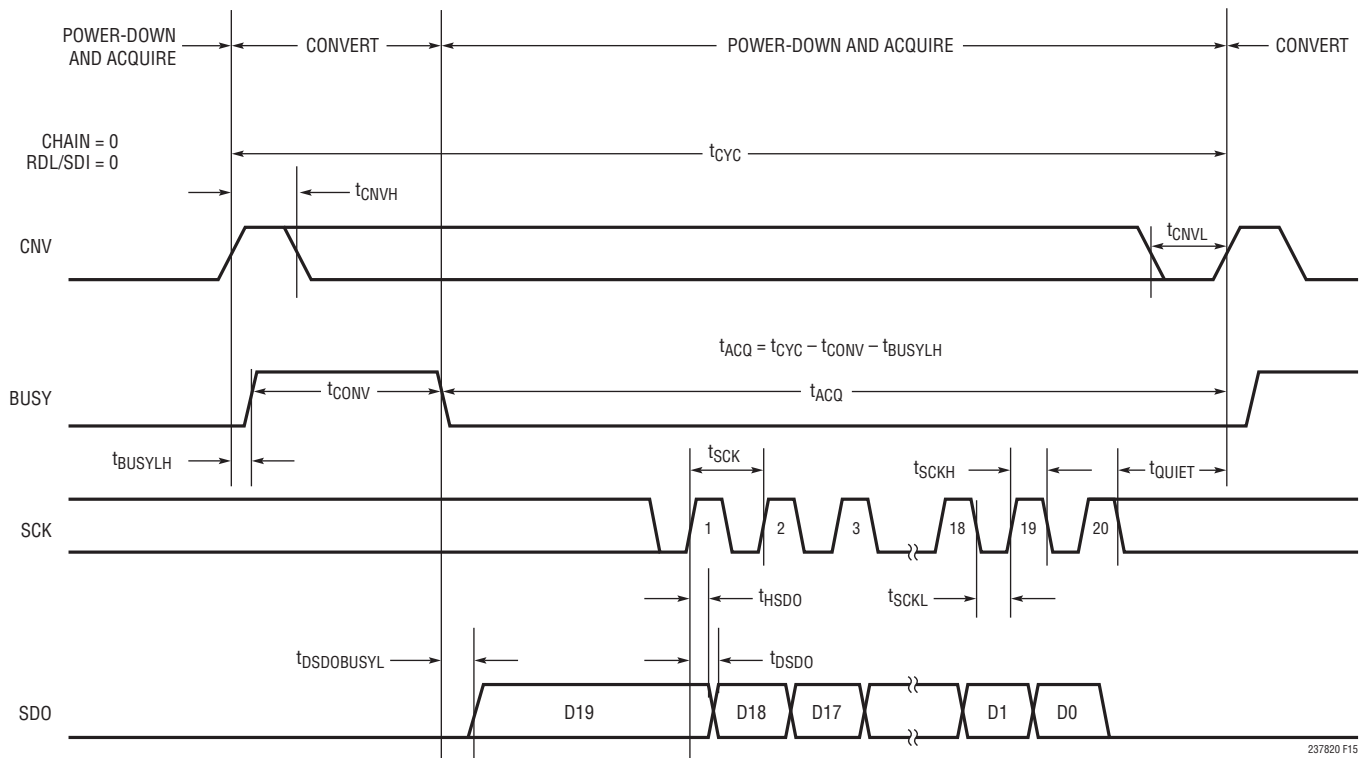 POWER-DOWN
AND ACQUIRE
CONVERT
POWER-DOWN AND ACQUIRE
CONVERT
CHAIN = 0
RDL/SDI = 0
tCYC
tCNVH
CNV
tCNVL
tACQ = tCYC – tCONV – tBUSYLH
BUSY
tCONV
tACQ
tBUSYLH
tSCK
tSCKH
tQUIET
SCK
1
2
3
18
19
20
tHSDO
tSCKL
tDSDOBUSYL
tDSDO
SDO
D19
D18
D17
D1
D0
237820 F15